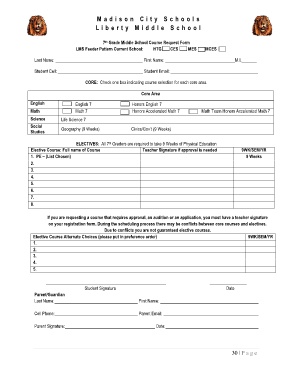 Madison City Schools
Liberty Middle School
7th Grade Middle School Course Request Form
LMS Feeder Pattern Current School: HTG CES MES MCES
Last Name: First Name: M.I.
Student Cell: Student Email:
CORE: Check one box indicating course selection for each core area.
Core Area
English English 7 Honors English 7
Math Math 7 Honors Accelerated Math 7 Math Team/Honors Accelerated Math 7
Science Life Science 7
Social Studies Geography (9 Weeks) Civics/Gov't (9 Weeks)
ELECTIVES: All 7th Graders are required to take 9 Weeks of Physical Education
Elective Course: Full name of Course Teacher Signature if approval is needed 9WK/SEM/YR
1. PE – (List Chosen) 9 Weeks
2.
3.
4.
5.
6.
7.
8.
If you are requesting a course that requires approval, an audition or an application, you must have a teacher signature
on your registration form. During the scheduling process there may be conflicts between core courses and electives.
Due to conflicts you are not guaranteed elective courses.
Elective Course Alternate Choices (please put in preference order) 9WK/SEM/YR
1.
2.
3.
4.
5.
Student Signature Date
Parent/Guardian
Last Name: First Name:
Cell Phone: Parent Email:
Parent Signature: Date:
30 | Page